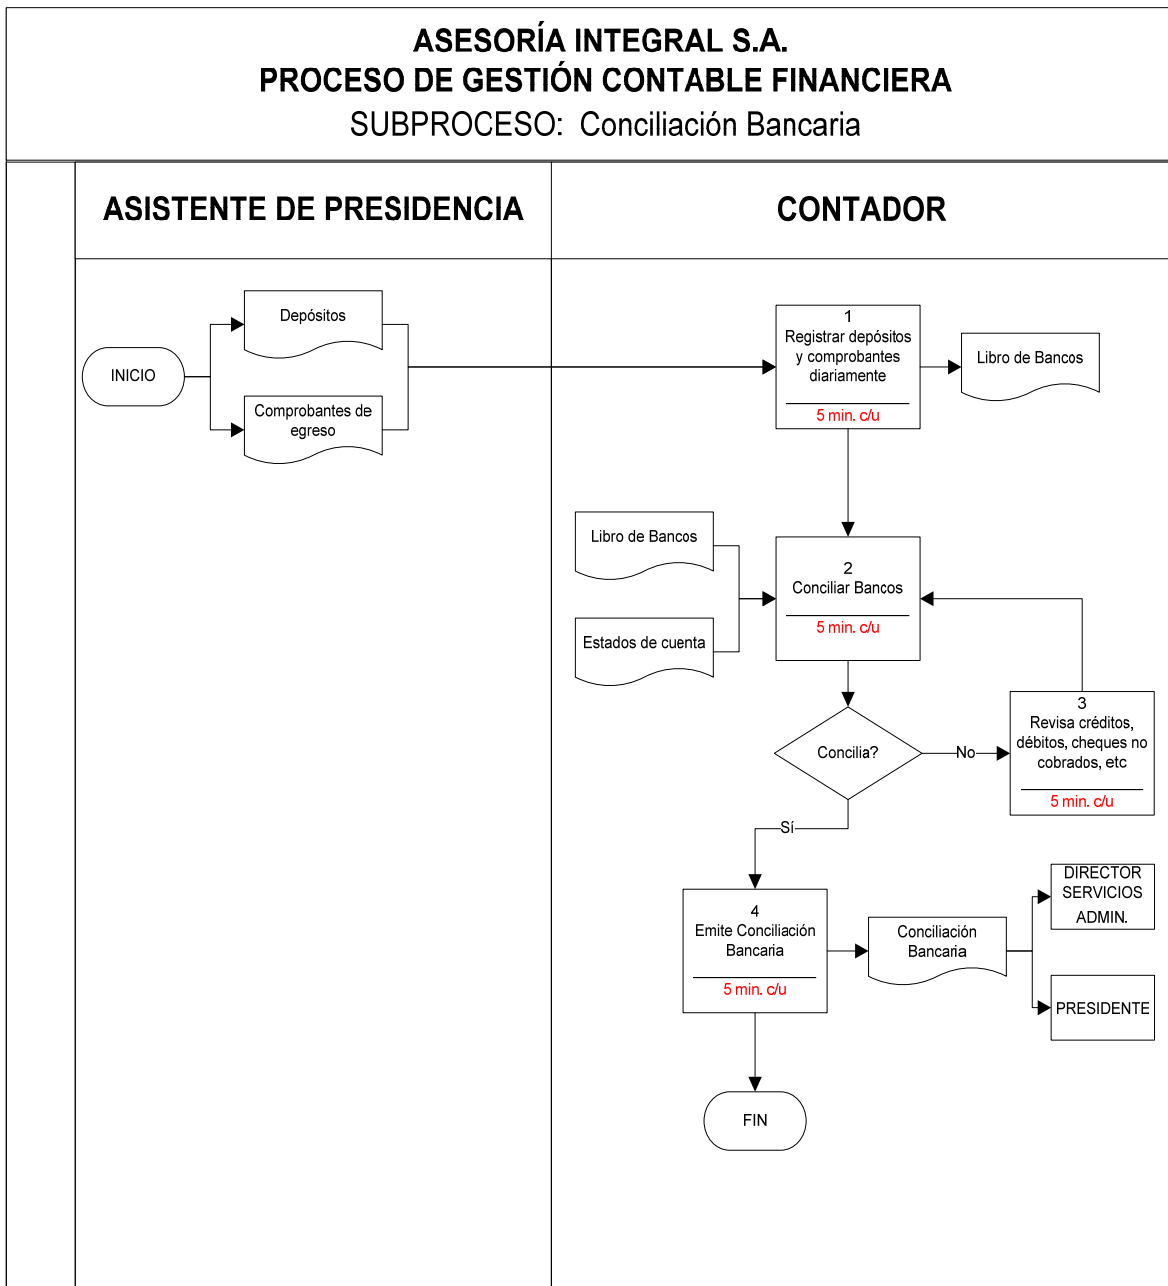 ASESORÍA INTEGRAL S.A.
PROCESO DE GESTIÓN CONTABLE FINANCIERA
SUBPROCESO: Conciliación Bancaria
ASISTENTE DE PRESIDENCIA
CONTADOR
INICIO
Depósitos
Comprobantes de
egreso
1
Registrar depósitos
y comprobantes
diariamente
5 min. c/u
Libro de Bancos
Libro de Bancos
Estados de cuenta
2
Conciliar Bancos
5 min. c/u
Concilia?
No
3
Revisa créditos,
débitos, cheques no
cobrados, etc
5 min. c/u
Sí
4
Emite Conciliación
Bancaria
5 min. c/u
Conciliación
Bancaria
DIRECTOR
SERVICIOS
ADMIN.
PRESIDENTE
FIN